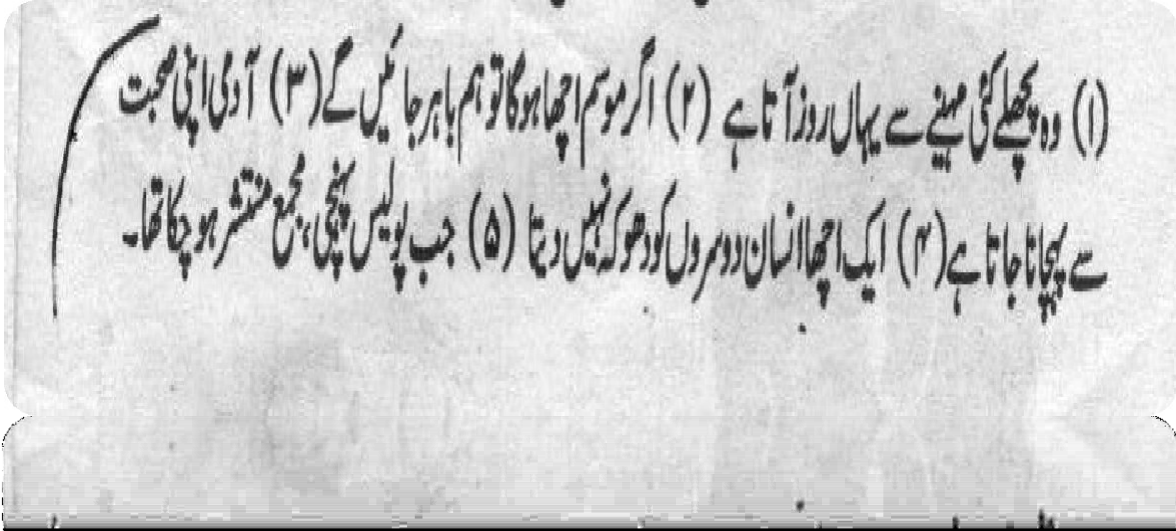 (۱) وہ پچھلے کئی مہینے سے یہاں روز آتا ہے (۲) اگر موسم اچھا ہوگا تو ہم باہر جائیں گے (۳) آدمی اپنی صحبت
سے پہچانا جاتا ہے (۴) ایک اچھا انسان دوسروں کو دھوکہ نہیں دیتا (۵) جب پولیس پہنچی، مجمع منتشر ہو چکا تھا۔